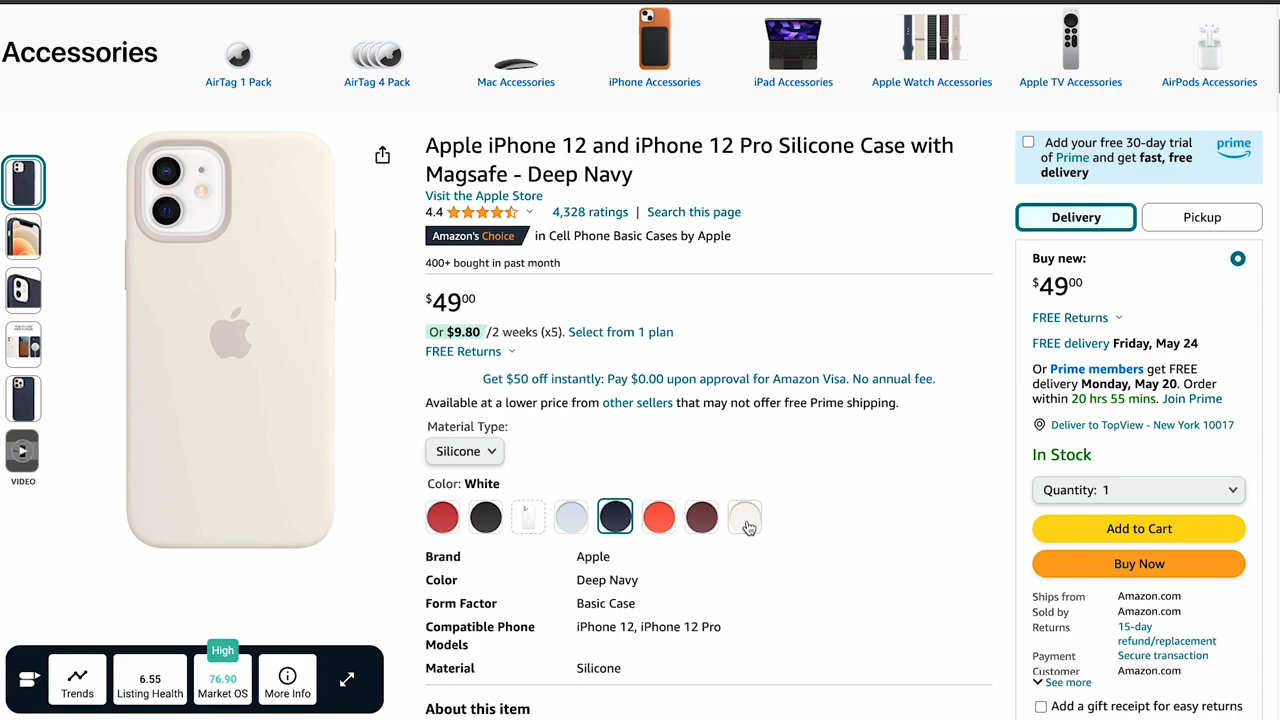 Accessories
AirTag 1 Pack
AirTag 4 Pack
Mac Accessories
iPhone Accessories
iPad Accessories
Apple Watch Accessories
Apple TV Accessories
AirPods Accessories
VIDEO
Apple iPhone 12 and iPhone 12 Pro Silicone Case with
Magsafe - Deep Navy
Visit the Apple Store
4.4
4,328 ratings | Search this page
Amazon's Choice in Cell Phone Basic Cases by Apple
400+ bought in past month
$4900
Or $9.80 /2 weeks (x5). Select from 1 plan
FREE Returns
Get $50 off instantly: Pay $0.00 upon approval for Amazon Visa. No annual fee.
Available at a lower price from other sellers that may not offer free Prime shipping.
Material Type:
Silicone
Color: White
Brand Apple
Color Deep Navy
Form Factor Basic Case
Compatible Phone iPhone 12, iPhone 12 Pro
Models
Material Silicone
About this item
Add your free 30-day trial
of Prime and get fast, free
delivery
prime
Delivery
Pickup
Buy new:
$4900
FREE Returns
FREE delivery Friday, May 24
Or Prime members get FREE
delivery Monday, May 20. Order
within 20 hrs 55 mins. Join Prime
Deliver to TopView - New York 10017
In Stock
Quantity: 1
Add to Cart
Buy Now
Ships from Amazon.com
Sold by Amazon.com
Returns 15-day
refund/replacement
Payment Secure transaction
Customer Amazon.com
See more
Add a gift receipt for easy returns
High
Trends
6.55
Listing Health
76.90
Market OS
More Info